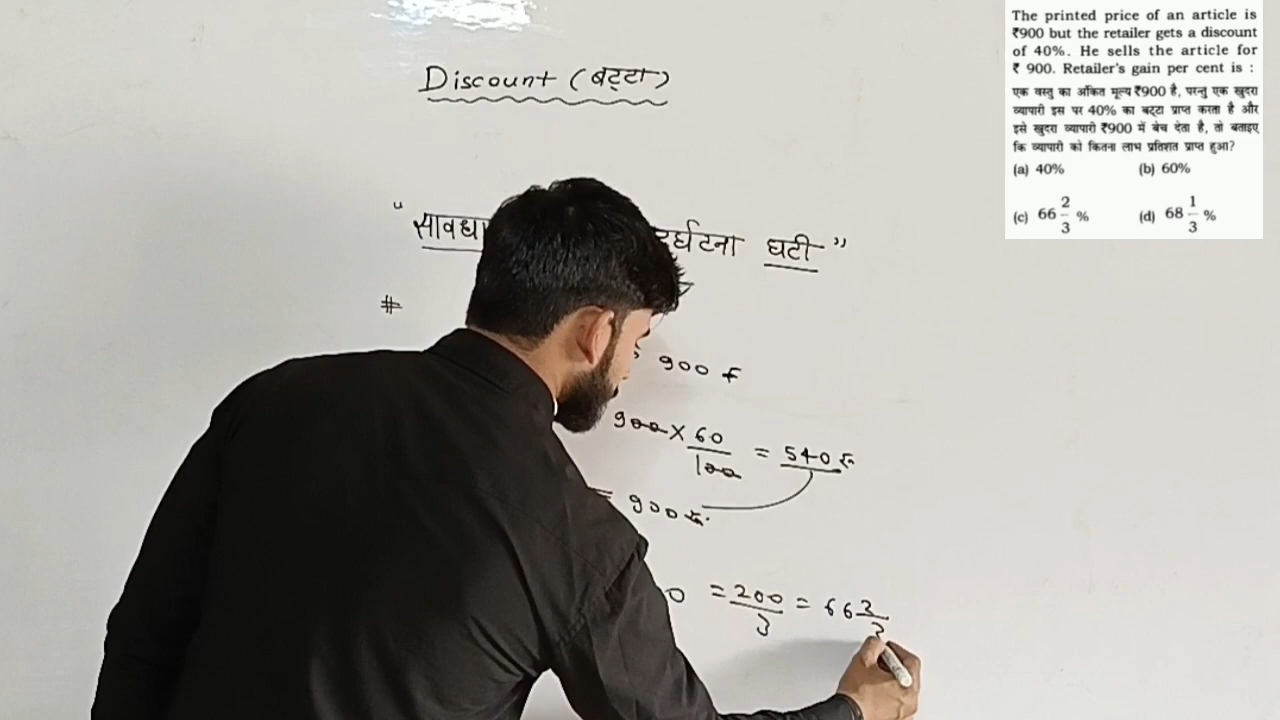 Discount (बट्टा)
" सावधा र्घटना घटी "
#
900 ₹
900 × 60/100 = 540 रु
= 900 रु.
0 = 200/3 = 66 2/3
The printed price of an article is
₹900 but the retailer gets a discount
of 40%. He sells the article for
₹ 900. Retailer's gain per cent is :
एक वस्तु का अंकित मूल्य ₹900 है, परन्तु एक खुदरा
व्यापारी इस पर 40% का बट्टा प्राप्त करता है और
इसे खुदरा व्यापारी ₹900 में बेच देता है, तो बताइए
कि व्यापारी को कितना लाभ प्रतिशत प्राप्त हुआ?
(a) 40% (b) 60%
(c) 66 2/3 % (d) 68 1/3 %